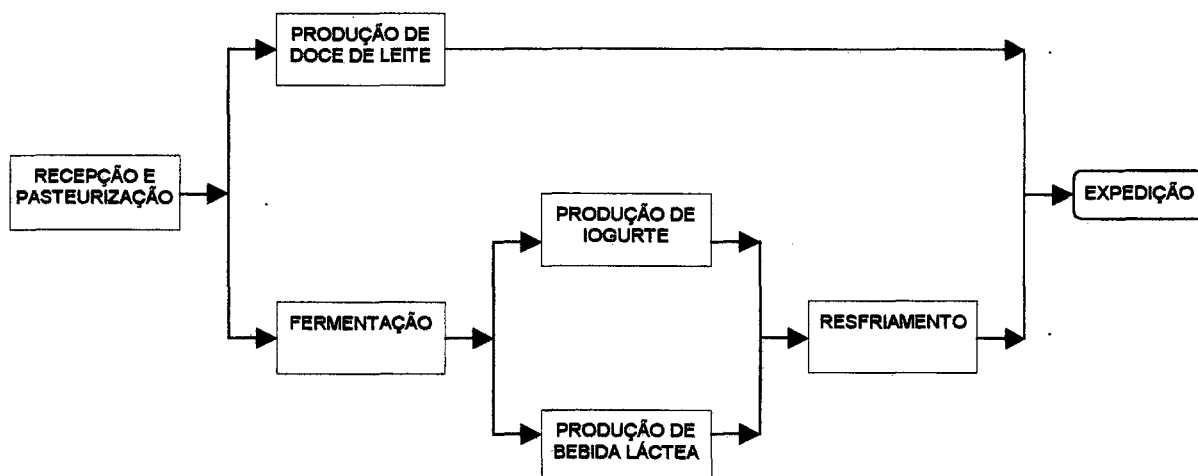 PRODUÇÃO DE
DOCE DE LEITE
RECEPÇÃO E
PASTEURIZAÇÃO
PRODUÇÃO DE
IOGURTE
EXPEDIÇÃO
FERMENTAÇÃO
RESFRIAMENTO
PRODUÇÃO DE
BEBIDA LÁCTEA